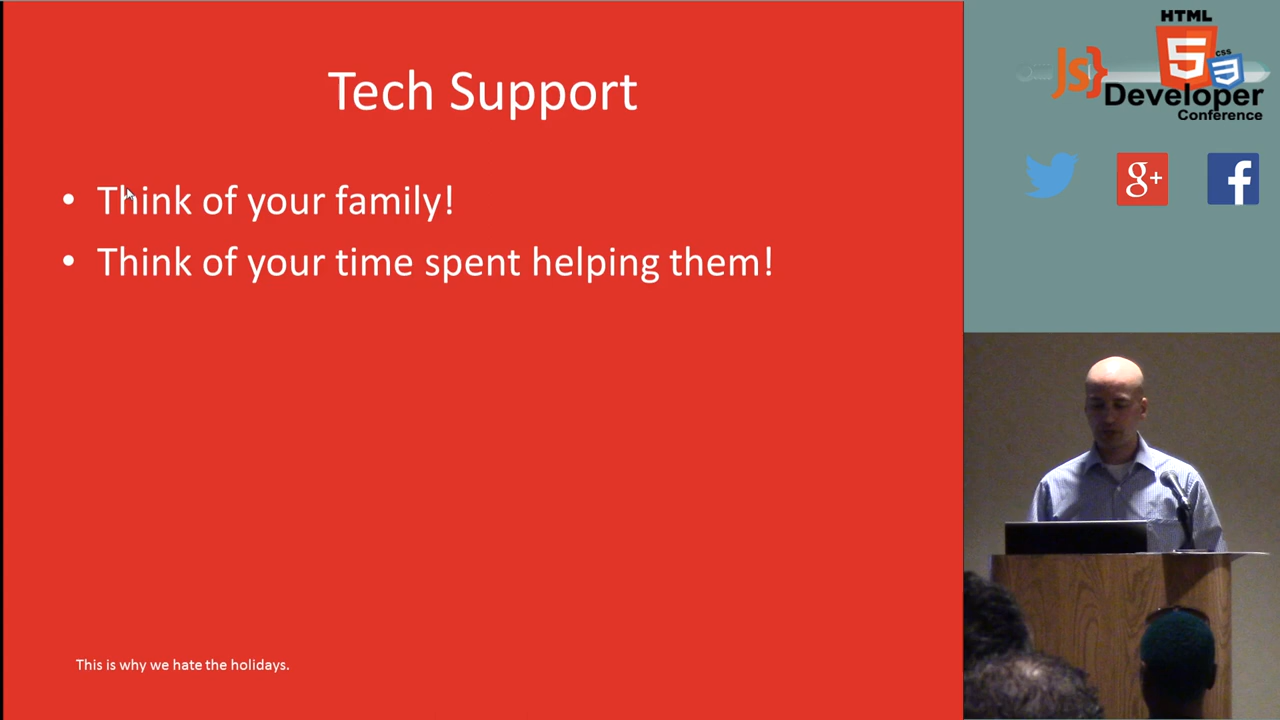 Tech Support
• Think of your family!
• Think of your time spent helping them!
This is why we hate the holidays.
HTML
5
css
3
Js}
Developer
Conference
g+
f